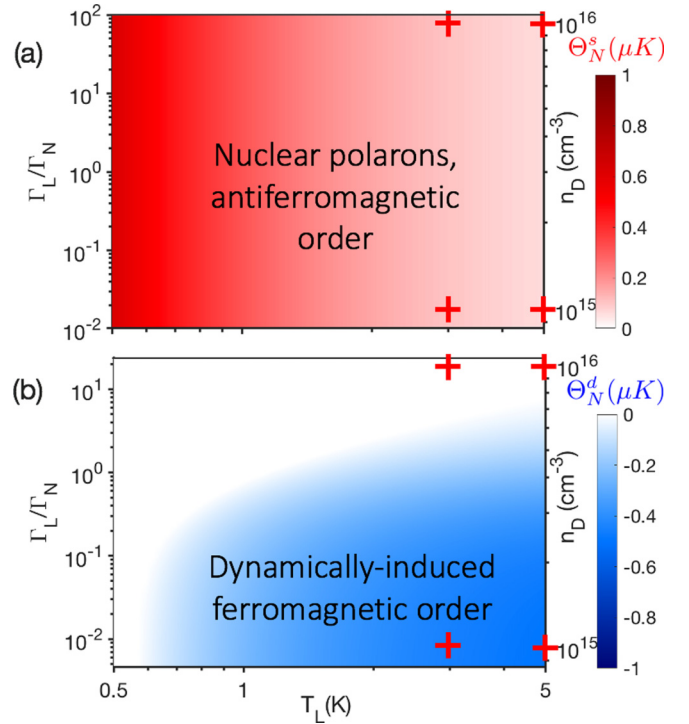 (a)
Γ_L/Γ_N
10²
10¹
10⁰
10⁻¹
10⁻²
Nuclear polarons,
antiferromagnetic
order
10¹⁶
n_D (cm⁻³)
10¹⁵
Θ_N^s(μK)
1
0.8
0.6
0.4
0.2
0
(b)
Γ_L/Γ_N
10¹
10⁰
10⁻¹
10⁻²
Dynamically-induced
ferromagnetic order
10¹⁶
n_D (cm⁻³)
10¹⁵
Θ_N^d(μK)
0
-0.2
-0.4
-0.6
-0.8
-1
0.5
1
5
T_L(K)